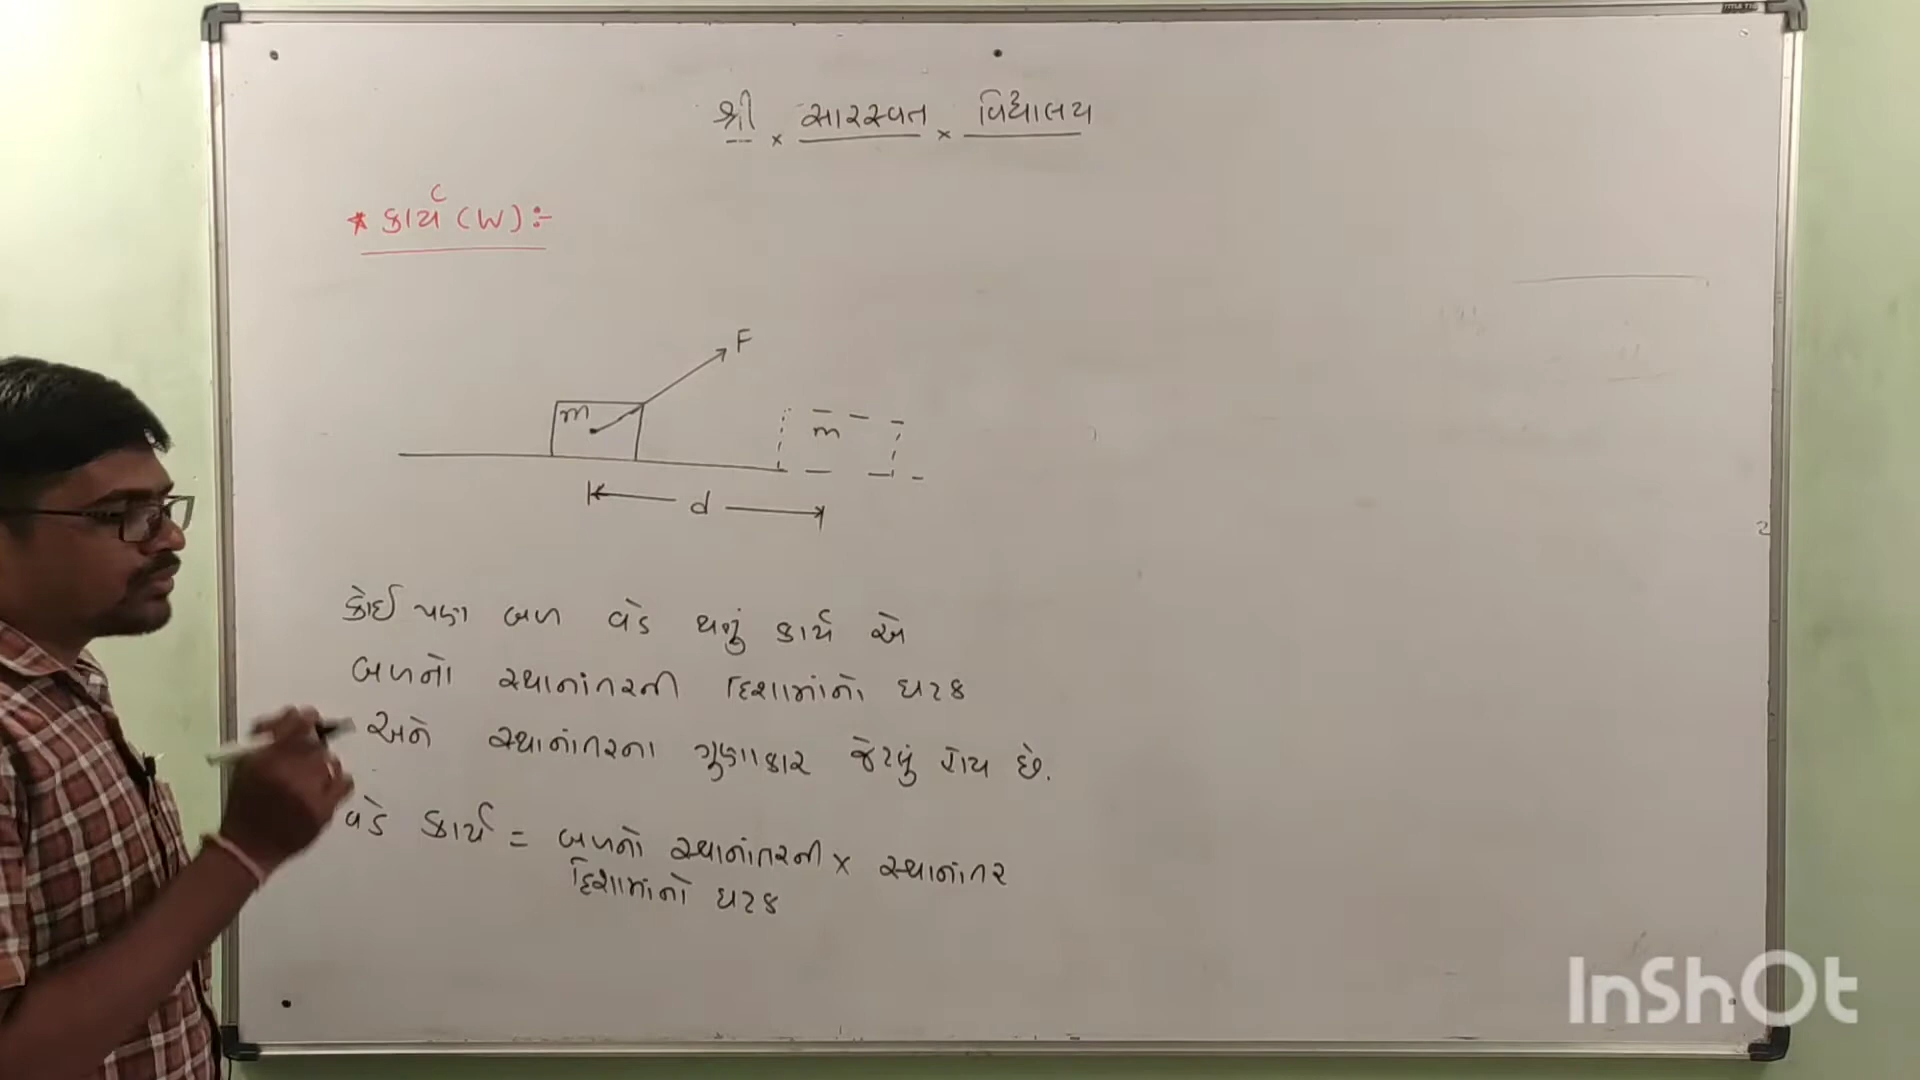 શ્રી × સારસ્વત × વિદ્યાલય
* કાર્ય (W) :-
F
m
m
d
કોઈ પણ બળ વડે થતું કાર્ય એ
બળનો સ્થાનાંતરની દિશામાંનો ઘટક
અને સ્થાનાંતરના ગુણાકાર જેટલું હોય છે.
વડે કાર્ય = બળનો સ્થાનાંતરની × સ્થાનાંતર
દિશામાંનો ઘટક
InShOt